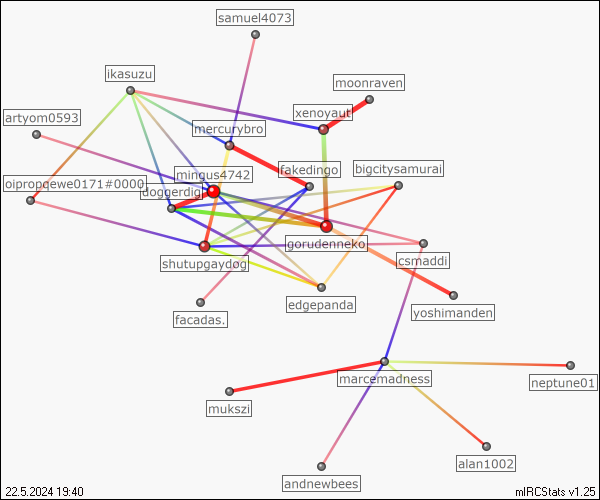 samuel4073
ikasuzu
moonraven
artyom0593
xenoyaut
mercurybro
mingus4742
fakedingo
bigcitysamurai
oipropqewe0171#0000
doggerdig
gorudenneko
csmaddi
shutupgaydog
edgepanda
yoshimanden
facadas.
marcemadness
neptune01
mukszi
alan1002
andnewbees
22.5.2024 19:40
mIRCStats v1.25